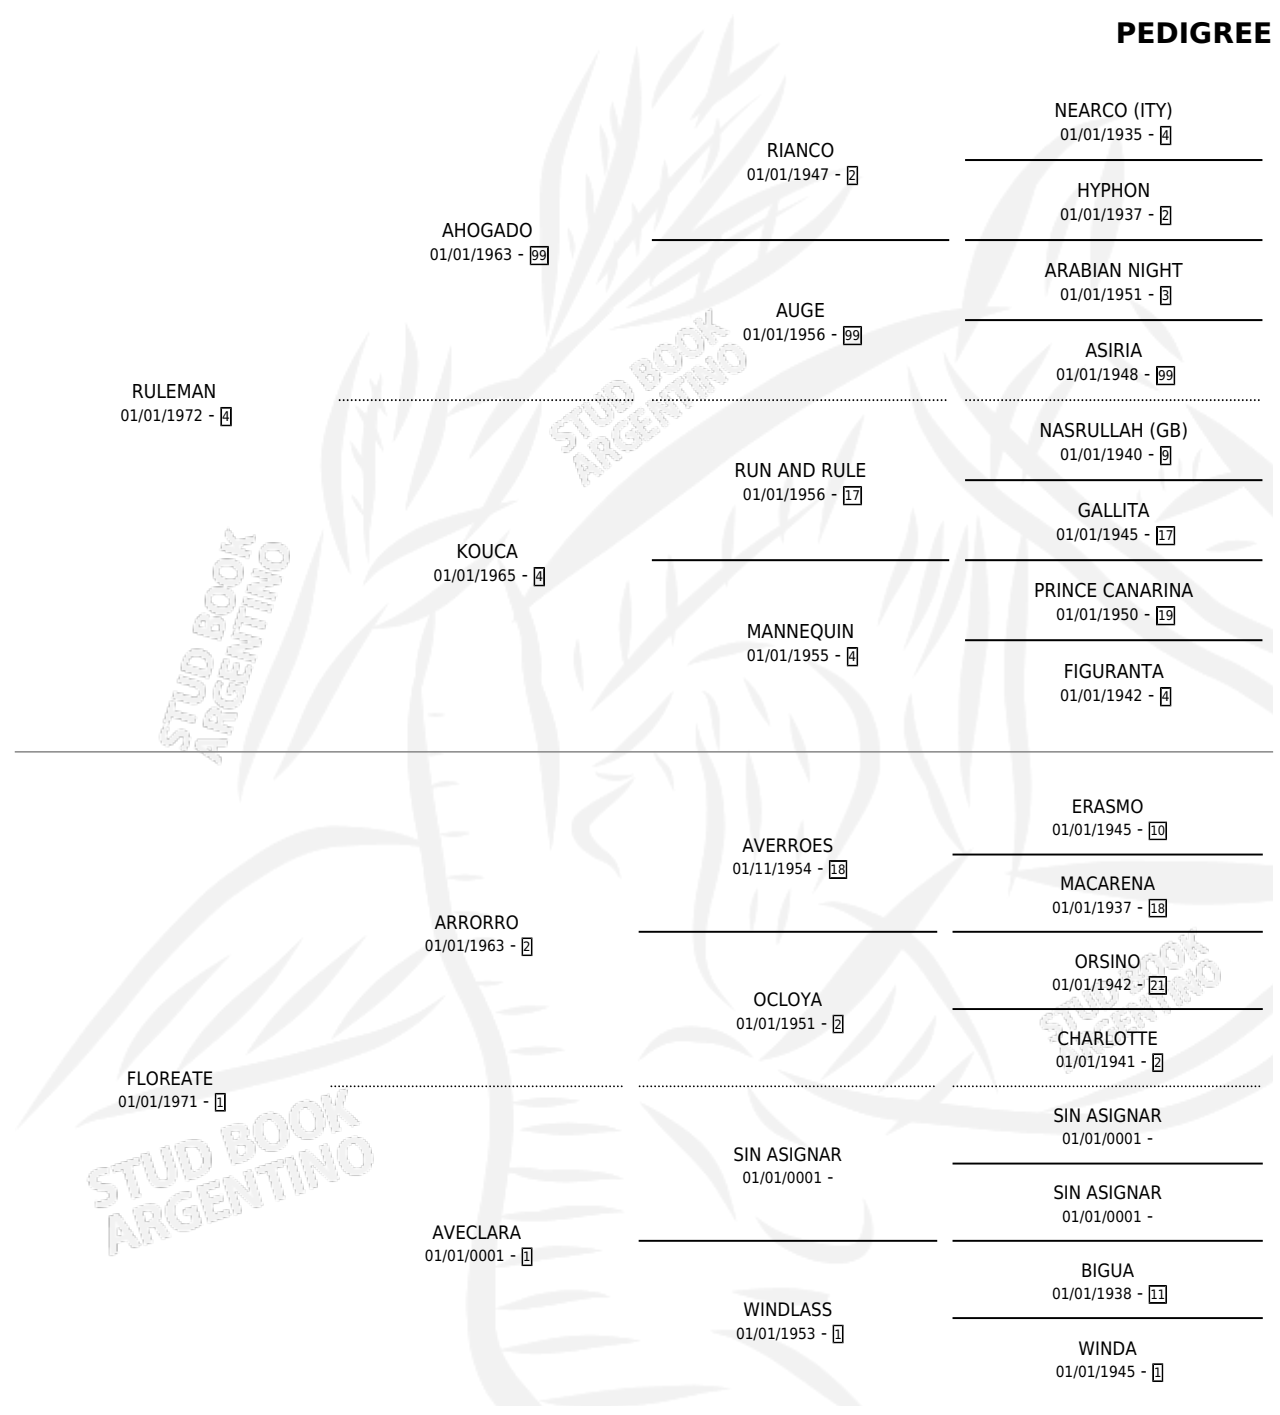 PEDIGREE
NEARCO (ITY)
01/01/1935 - 4
RIANCO
01/01/1947 - 2
HYPHON
01/01/1937 - 2
AHOGADO
01/01/1963 - 99
ARABIAN NIGHT
01/01/1951 - 3
AUGE
01/01/1956 - 99
ASIRIA
01/01/1948 - 99
RULEMAN
01/01/1972 - 4
STUD BOOK
ARGENTINO
NASRULLAH (GB)
01/01/1940 - 9
RUN AND RULE
01/01/1956 - 17
GALLITA
01/01/1945 - 17
KOUCA
01/01/1965 - 4
PRINCE CANARINA
01/01/1950 - 19
MANNEQUIN
01/01/1955 - 4
FIGURANTA
01/01/1942 - 4
STUD BOOK
ARGENTINO
ERASMO
01/01/1945 - 10
AVERROES
01/11/1954 - 18
MACARENA
01/01/1937 - 18
ARRORRO
01/01/1963 - 2
ORSINO
01/01/1942 - 21
OCLOYA
01/01/1951 - 2
CHARLOTTE
01/01/1941 - 2
STUD BOOK
ARGENTINO
FLOREATE
01/01/1971 - 1
SIN ASIGNAR
01/01/0001 -
SIN ASIGNAR
01/01/0001 -
SIN ASIGNAR
01/01/0001 -
STUD BOOK
ARGENTINO
AVECLARA
01/01/0001 - 1
BIGUA
01/01/1938 - 11
WINDLASS
01/01/1953 - 1
WINDA
01/01/1945 - 1